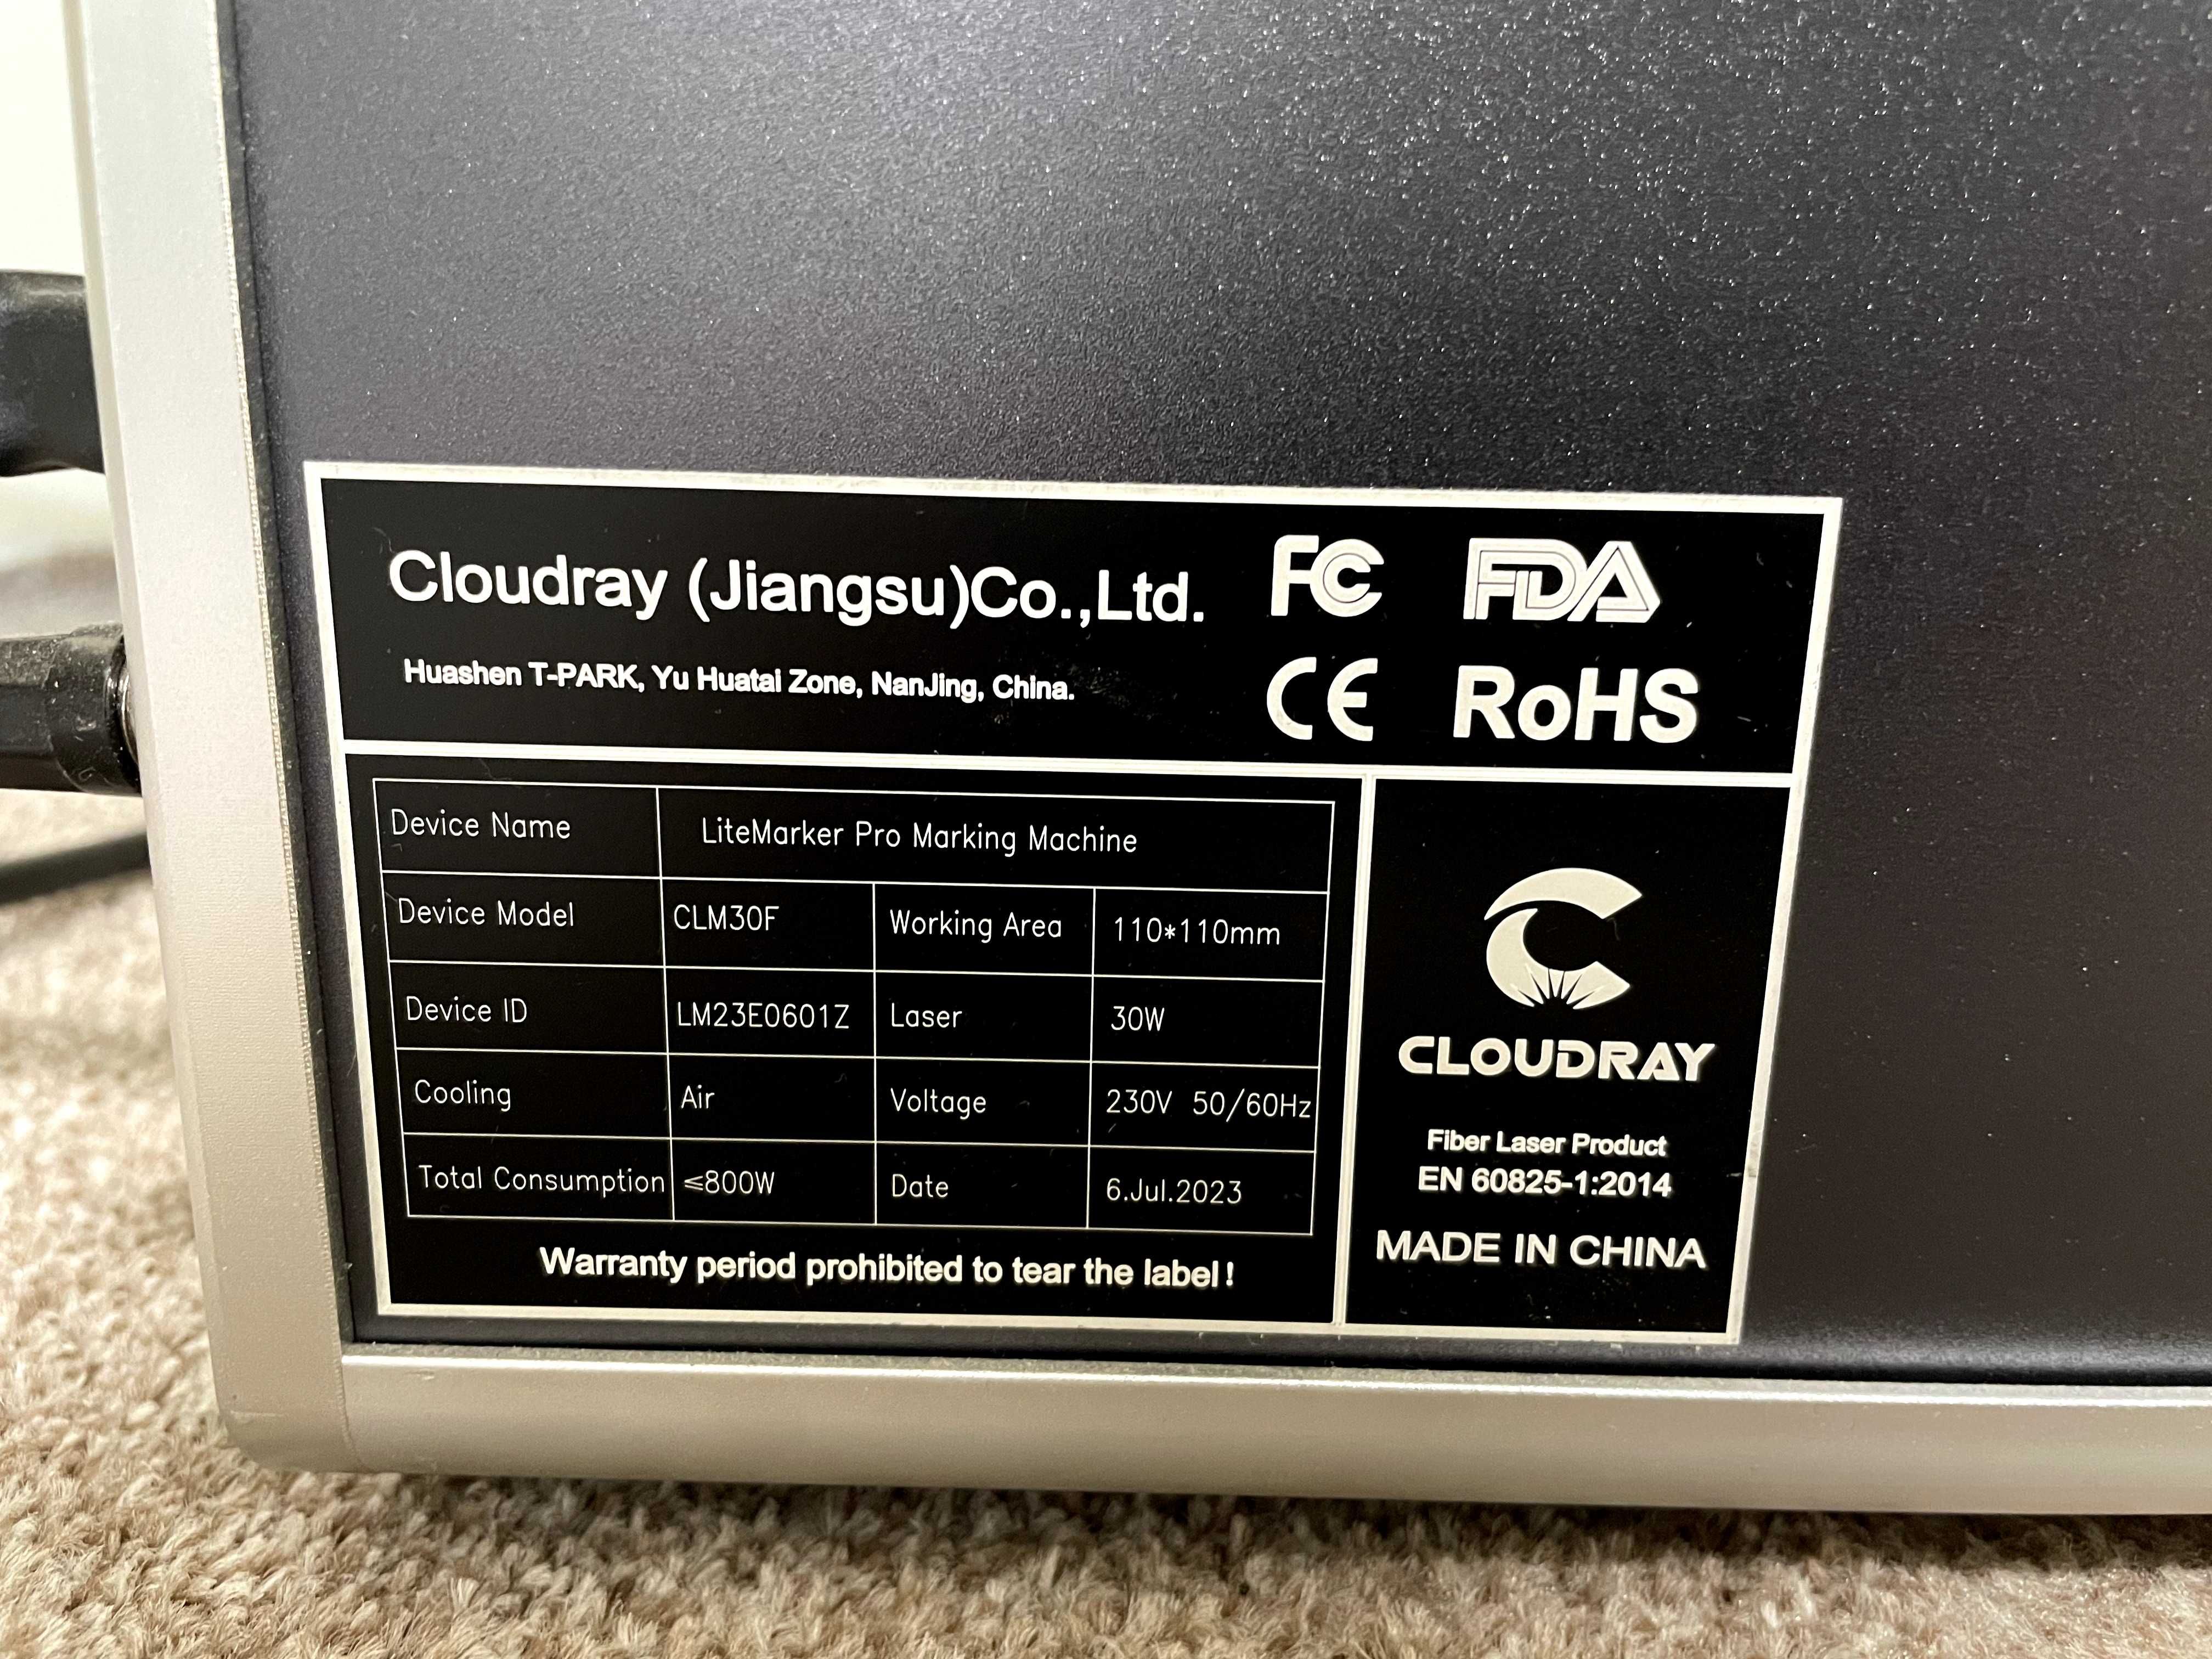 Cloudray (Jiangsu)Co.,Ltd.
Huashen T-PARK, Yu Huatai Zone, NanJing, China.
FC FDA
CE RoHS
Device Name LiteMarker Pro Marking Machine
Device Model CLM30F Working Area 110*110mm
Device ID LM23E0601Z Laser 30W
Cooling Air Voltage 230V 50/60Hz
Total Consumption ≤800W Date 6.Jul.2023
Warranty period prohibited to tear the label!
CLOUDRAY
Fiber Laser Product
EN 60825-1:2014
MADE IN CHINA